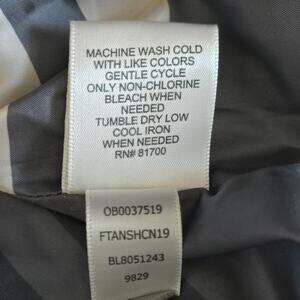 MACHINE WASH COLD
WITH LIKE COLORS
GENTLE CYCLE
ONLY NON-CHLORINE
BLEACH WHEN
NEEDED
TUMBLE DRY LOW
COOL IRON
WHEN NEEDED
RN# 81700
OB0037519
FTANSHCN19
BL8051243
9829